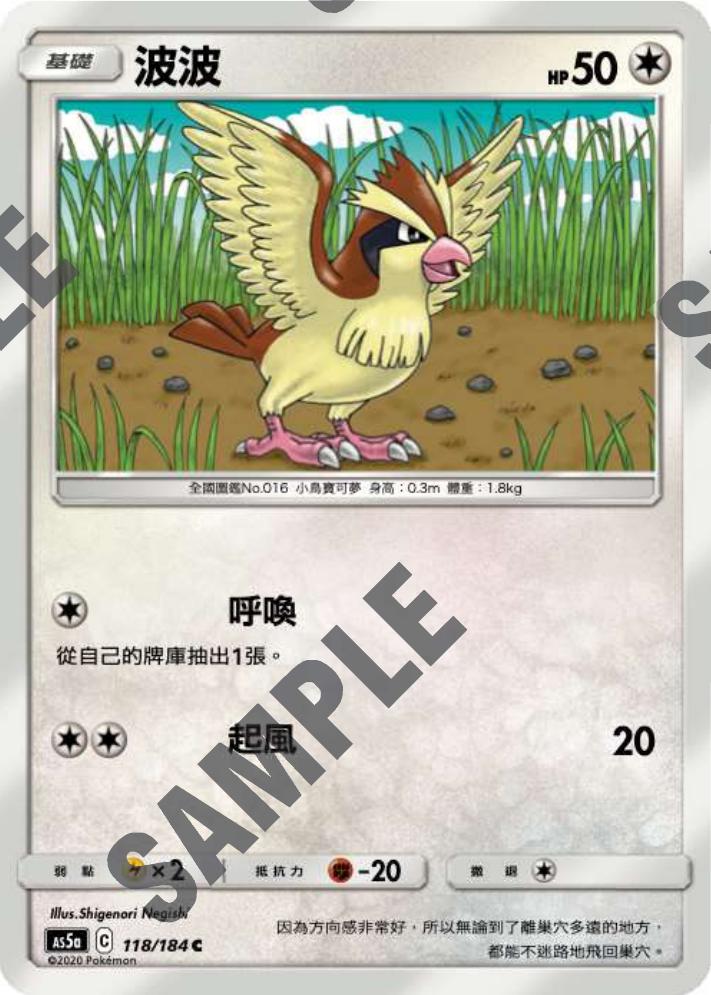 基礎 波波 HP50
全國圖鑑No.016 小鳥寶可夢 身高：0.3m 體重：1.8kg
呼喚
從自己的牌庫抽出1張。
起風 20
弱點 ×2 抵抗力 -20 撤退
Illus.Shigenori Negishi
因為方向感非常好，所以無論到了離巢穴多遠的地方，
都能不迷路地飛回巢穴。
AS5a C 118/184 C
©2020 Pokémon
SAMPLE